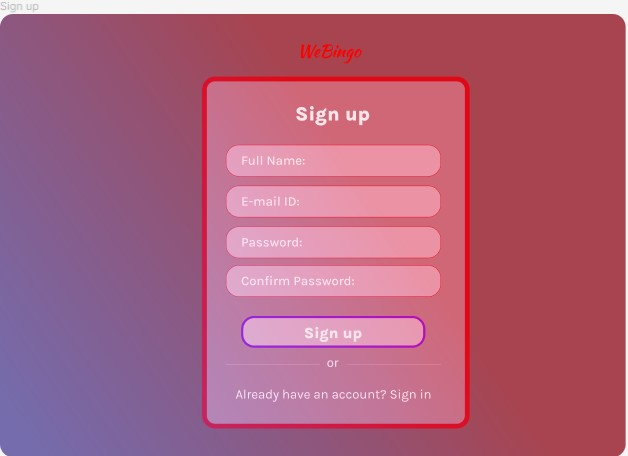 Sign up
WeBingo
Sign up
Full Name:
E-mail ID:
Password:
Confirm Password:
Sign up
or
Already have an account? Sign in